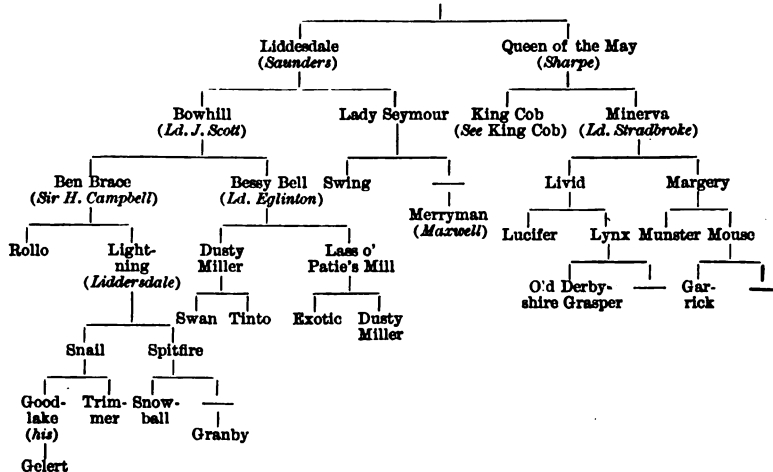 Liddesdale Queen of the May
(Saunders) (Sharpe)
Bowhill Lady Seymour King Cob Minerva
(Ld. J. Scott) (See King Cob) (Ld. Stradbroke)
Ben Brace Bessy Bell Swing Livid Margery
(Sir H. Campbell) (Ld. Eglinton)
Merryman
(Maxwell)
Rollo Light- Dusty Lass o' Lucifer Lynx Munster Mouse
ning Miller Patie's Mill
(Liddersdale)
Old Derby- Gar-
shire Grasper rick
Swan Tinto Exotic Dusty
Miller
Snail Spitfire
Good- Trim- Snow-
lake mer ball
(his) Granby
Gelert